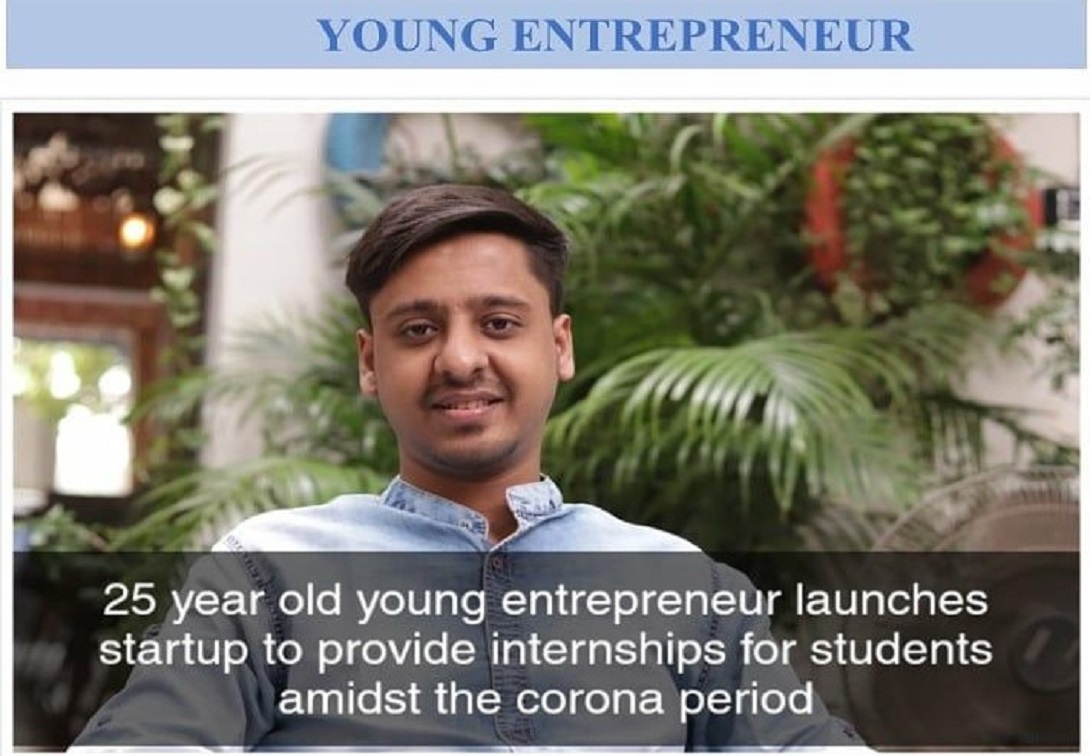 YOUNG ENTREPRENEUR
25 year old young entrepreneur launches
startup to provide internships for students
amidst the corona period